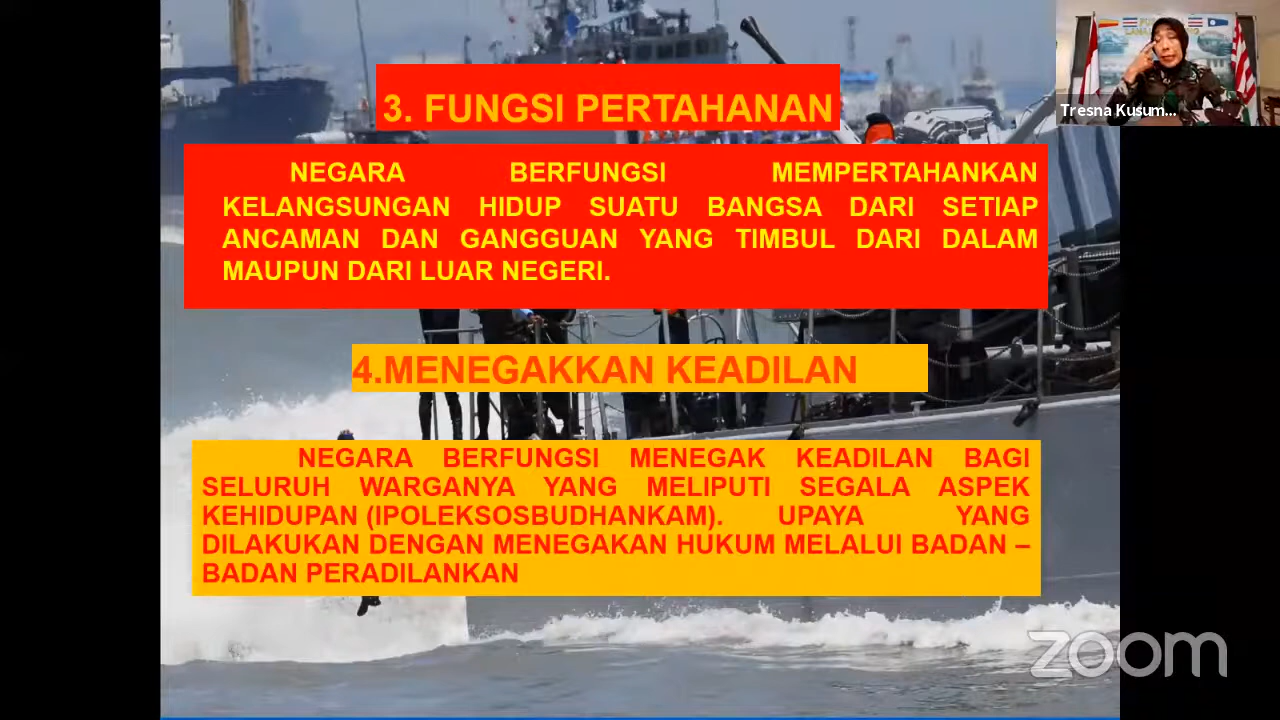 3. FUNGSI PERTAHANAN
NEGARA BERFUNGSI MEMPERTAHANKAN
KELANGSUNGAN HIDUP SUATU BANGSA DARI SETIAP
ANCAMAN DAN GANGGUAN YANG TIMBUL DARI DALAM
MAUPUN DARI LUAR NEGERI.
4.MENEGAKKAN KEADILAN
NEGARA BERFUNGSI MENEGAK KEADILAN BAGI
SELURUH WARGANYA YANG MELIPUTI SEGALA ASPEK
KEHIDUPAN (IPOLEKSOSBUDHANKAM). UPAYA YANG
DILAKUKAN DENGAN MENEGAKAN HUKUM MELALUI BADAN –
BADAN PERADILANKAN
Tresna Kusum...
zoom